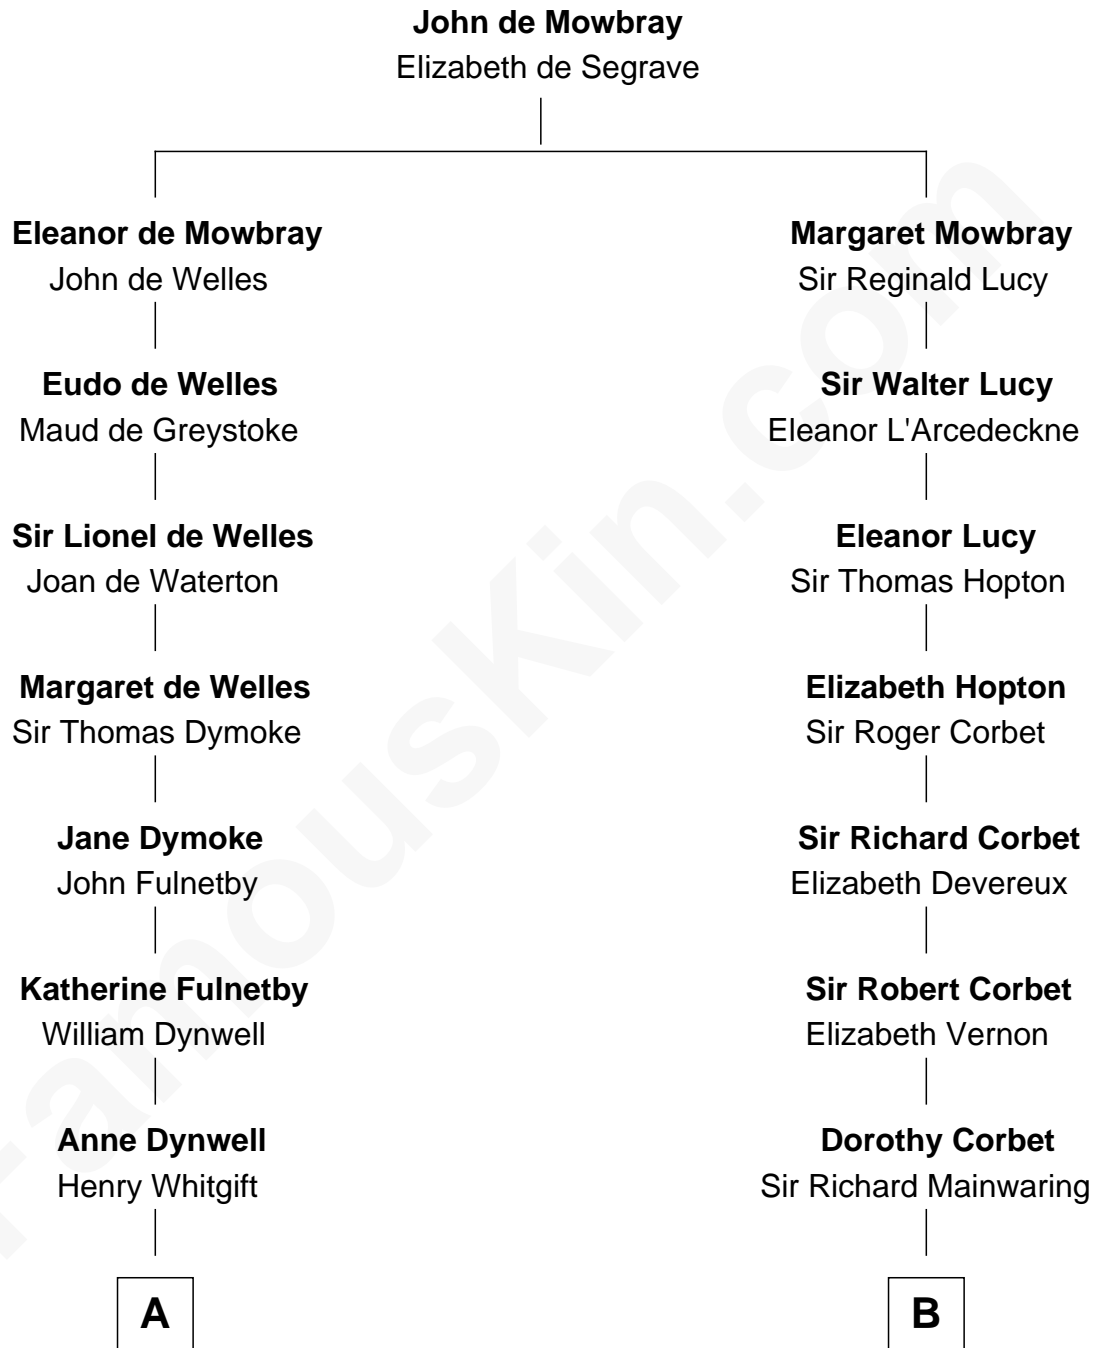 John de Mowbray
Elizabeth de Segrave
Eleanor de Mowbray
John de Welles
Margaret Mowbray
Sir Reginald Lucy
Eudo de Welles
Maud de Greystoke
Sir Walter Lucy
Eleanor L'Arcedeckne
Sir Lionel de Welles
Joan de Waterton
Eleanor Lucy
Sir Thomas Hopton
Margaret de Welles
Sir Thomas Dymoke
Elizabeth Hopton
Sir Roger Corbet
Jane Dymoke
John Fulnetby
Sir Richard Corbet
Elizabeth Devereux
Katherine Fulnetby
William Dynwell
Sir Robert Corbet
Elizabeth Vernon
Anne Dynwell
Henry Whitgift
Dorothy Corbet
Sir Richard Mainwaring
A
B
FamousKin.com